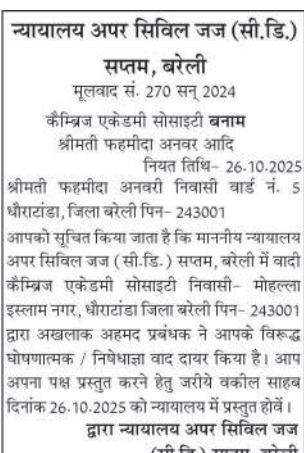 न्यायालय अपर सिविल जज (सी.डि.)
सप्तम, बरेली
मूलवाद सं. 270 सन् 2024
कैम्ब्रिज एकेडमी सोसाइटी बनाम
श्रीमती फहमीदा अनवर आदि
नियत तिथि- 26.10.2025
श्रीमती फहमीदा अनवरी निवासी वार्ड नं. 5
धौराटांडा, जिला बरेली पिन- 243001
आपको सूचित किया जाता है कि माननीय न्यायालय
अपर सिविल जज (सी.डि.) सप्तम, बरेली में वादी
कैम्ब्रिज एकेडमी सोसाइटी निवासी- मोहल्ला
इस्लाम नगर, धौराटांडा जिला बरेली पिन- 243001
द्वारा अखलाक अहमद प्रबंधक ने आपके विरूद्ध
घोषणात्मक / निषेधाज्ञा वाद दायर किया है। आप
अपना पक्ष प्रस्तुत करने हेतु जरीये वकील साहब
दिनांक 26.10.2025 को न्यायालय में प्रस्तुत होवें।
द्वारा न्यायालय अपर सिविल जज
(सी.डि.) सप्तम, बरेली